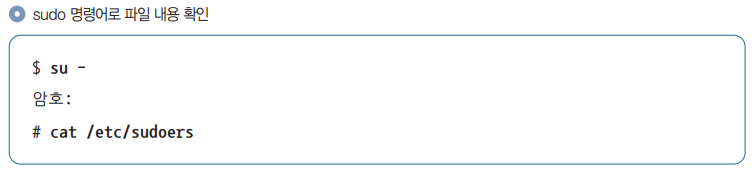 sudo 명령어로 파일 내용 확인
$ su -
암호:
# cat /etc/sudoers